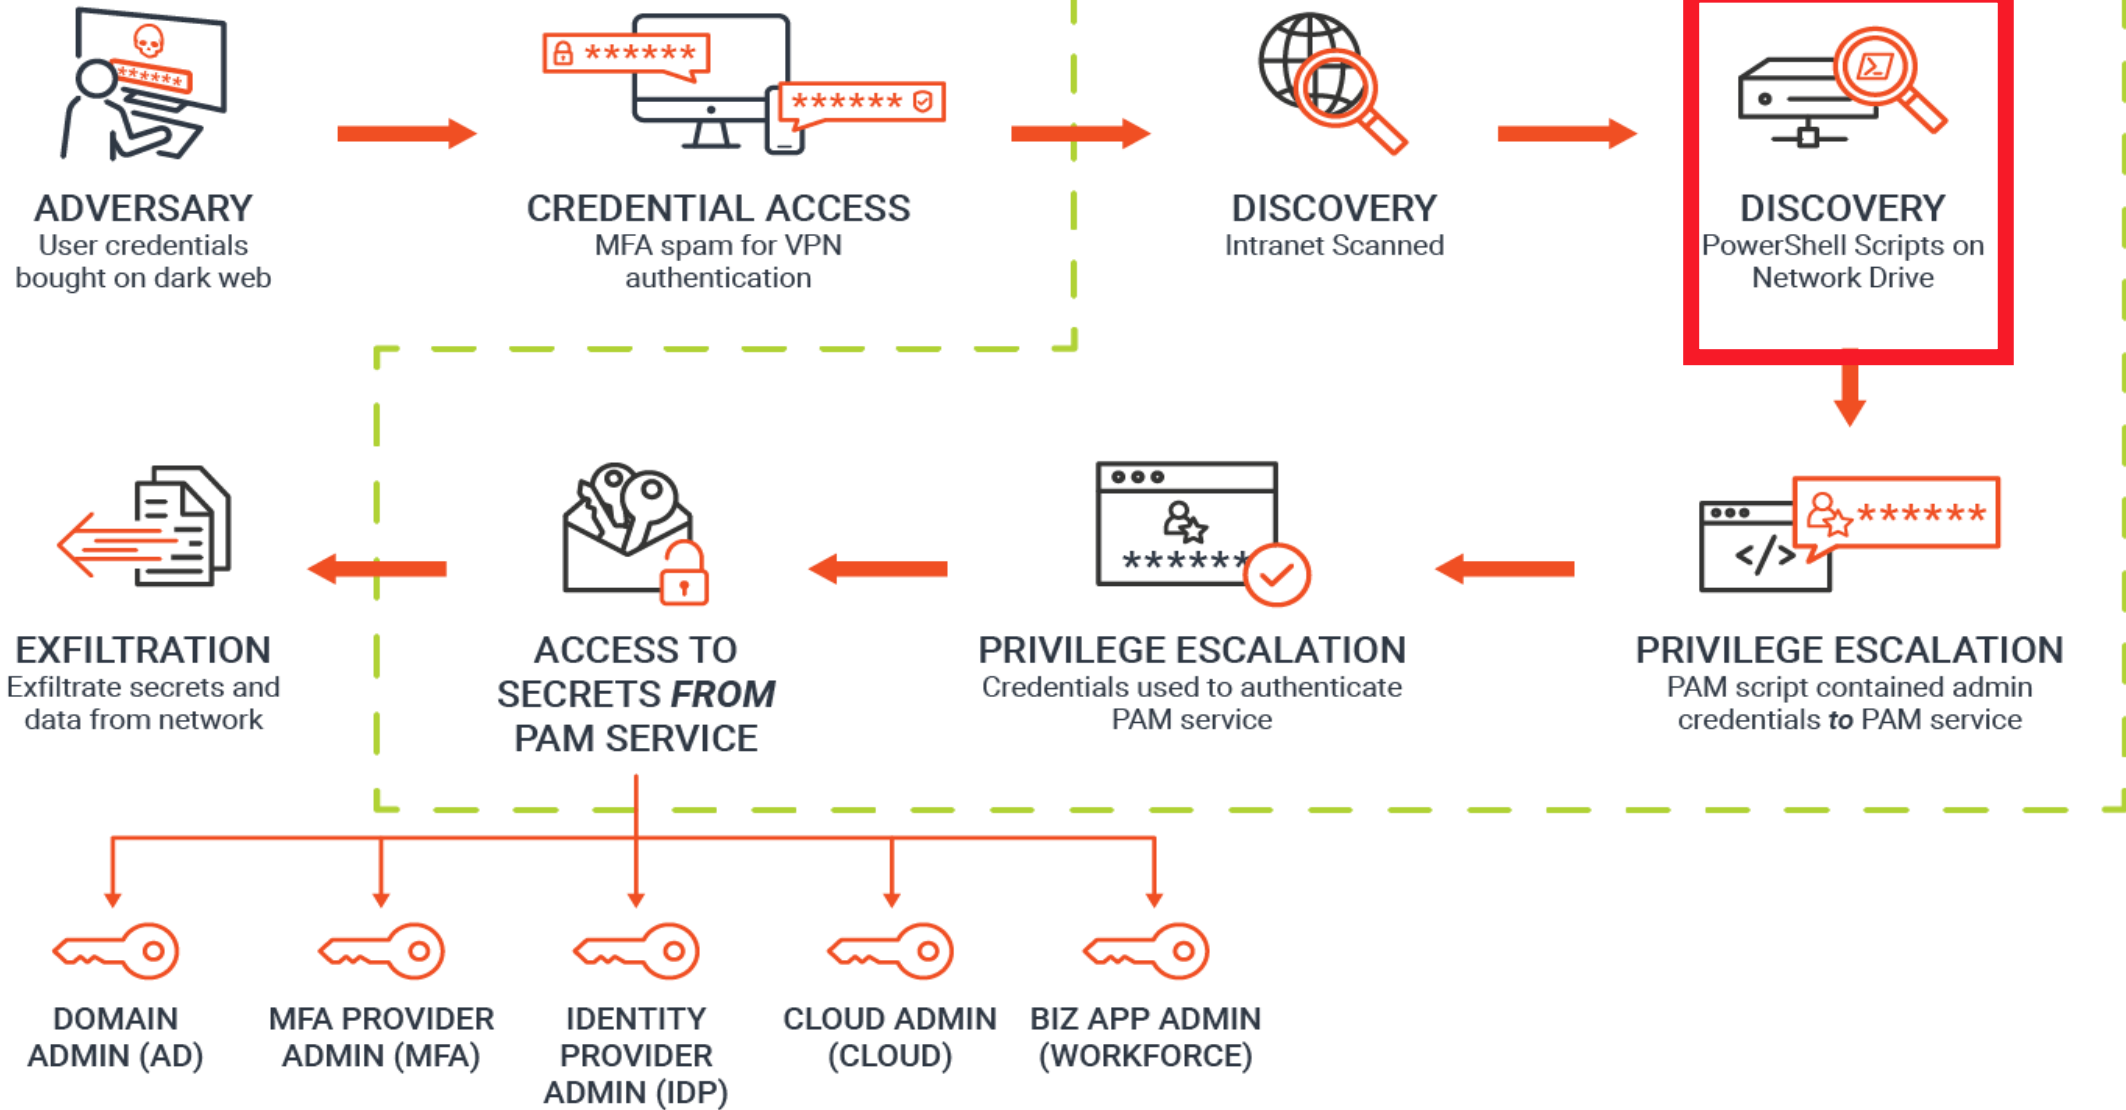 ******
******
******
ADVERSARY
User credentials
bought on dark web
CREDENTIAL ACCESS
MFA spam for VPN
authentication
DISCOVERY
Intranet Scanned
DISCOVERY
PowerShell Scripts on
Network Drive
EXFILTRATION
Exfiltrate secrets and
data from network
ACCESS TO
SECRETS FROM
PAM SERVICE
******
PRIVILEGE ESCALATION
Credentials used to authenticate
PAM service
</>
******
PRIVILEGE ESCALATION
PAM script contained admin
credentials to PAM service
DOMAIN
ADMIN (AD)
MFA PROVIDER
ADMIN (MFA)
IDENTITY
PROVIDER
ADMIN (IDP)
CLOUD ADMIN
(CLOUD)
BIZ APP ADMIN
(WORKFORCE)